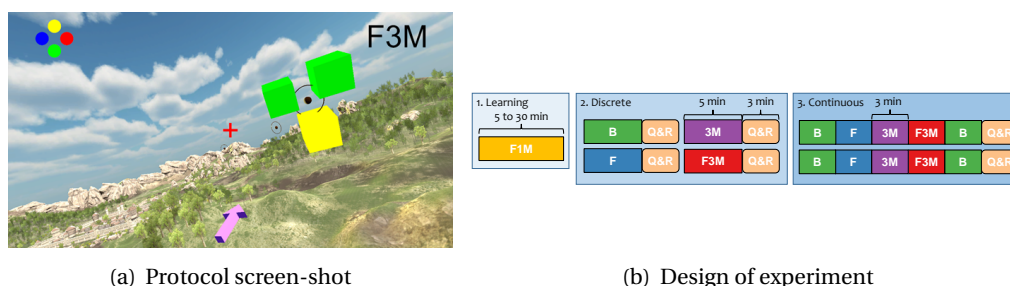 F3M
1. Learning
5 to 30 min
F1M
2. Discrete
5 min 3 min
B Q&R 3M Q&R
F Q&R F3M Q&R
3. Continuous 3 min
B F 3M F3M B Q&R
B F 3M F3M B Q&R
(a) Protocol screen-shot
(b) Design of experiment